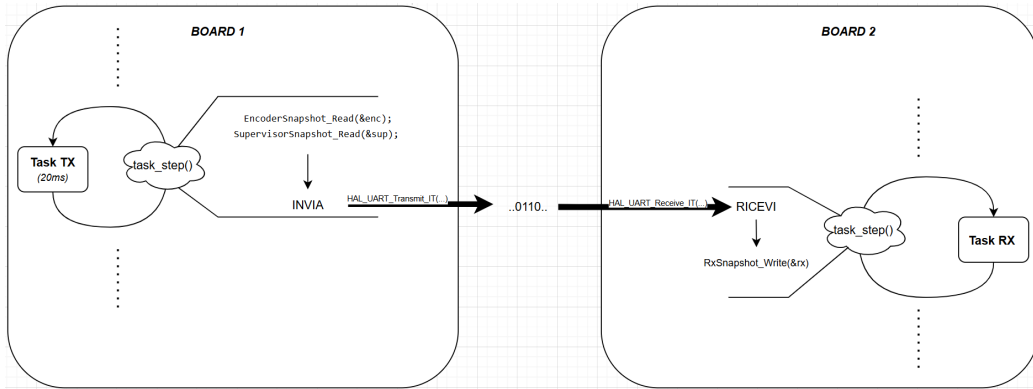 BOARD 1
EncoderSnapshot_Read(&enc);
SupervisorSnapshot_Read(&sup);
Task TX
(20ms)
task_step()
INVIA
HAL_UART_Transmit_IT(...)
..0110..
BOARD 2
HAL_UART_Receive_IT(...)
RICEVI
RxSnapshot_Write(&rx)
task_step()
Task RX